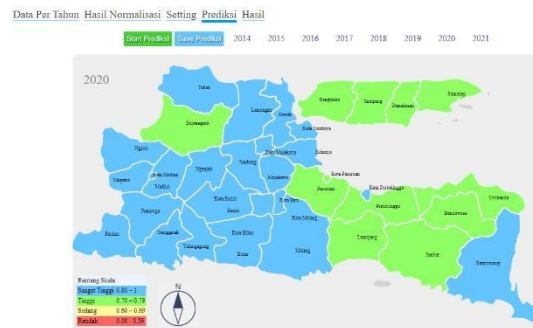 Data Per Tahun Hasil Normalisasi Setting Prediksi Hasil
Start Prediksi Save Prediksi 2014 2015 2016 2017 2018 2019 2020 2021
2020
Tuban
Bangkalan Sampang Pamekasan Sumenep
Lamongan
Gresik
Bojonegoro
Kota Surabaya
Ngawi
Kota Mojokerto Sidoarjo
Jombang
Kota Madiun Nganjuk
Magetan Madiun
Mojokerto
Kota Pasuruan
Pasuruan Kota Probolinggo
Kota Kediri
Kota Batu
Situbondo
Ponorogo
Kediri
Probolinggo
Bondowoso
Kota Malang
Pacitan
Trenggalek
Kota Blitar
Lumajang
Tulungagung
Blitar
Malang
Jember
Banyuwangi
Rentang Skala
Sangat Tinggi 0.80 - 1
Tinggi 0.70 - 0.79
Sedang 0.60 - 0.69
Rendah 0.00 - 0.59
N